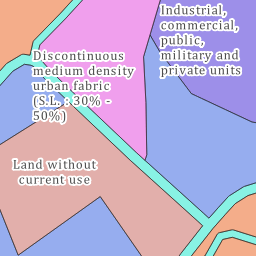 Industrial,
commercial,
public,
military and
private units
Discontinuous
medium density
urban fabric
(S.L. : 30% -
50%)
Land without
current use